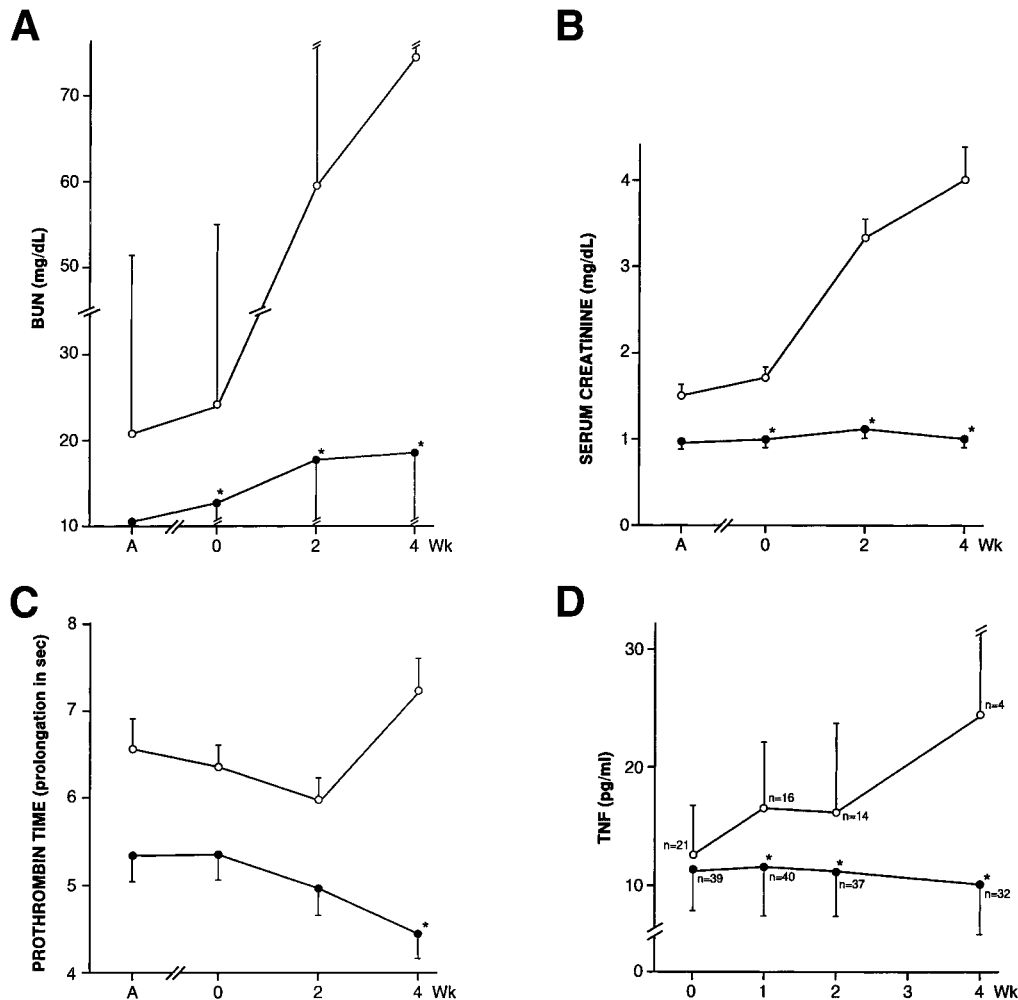 A
BUN (mg/dL)
70
60
50
30
20
10
*
*
*
A 0 2 4 Wk
B
SERUM CREATININE (mg/dL)
4
3
2
1
0
*
*
*
A 0 2 4 Wk
C
PROTHROMBIN TIME (prolongation in sec)
8
7
6
5
4
*
A 0 2 4 Wk
D
TNF (pg/ml)
30
20
10
0
n=21
n=16
n=14
n=4
n=39
*
n=40
*
n=37
*
n=32
0 1 2 3 4 Wk